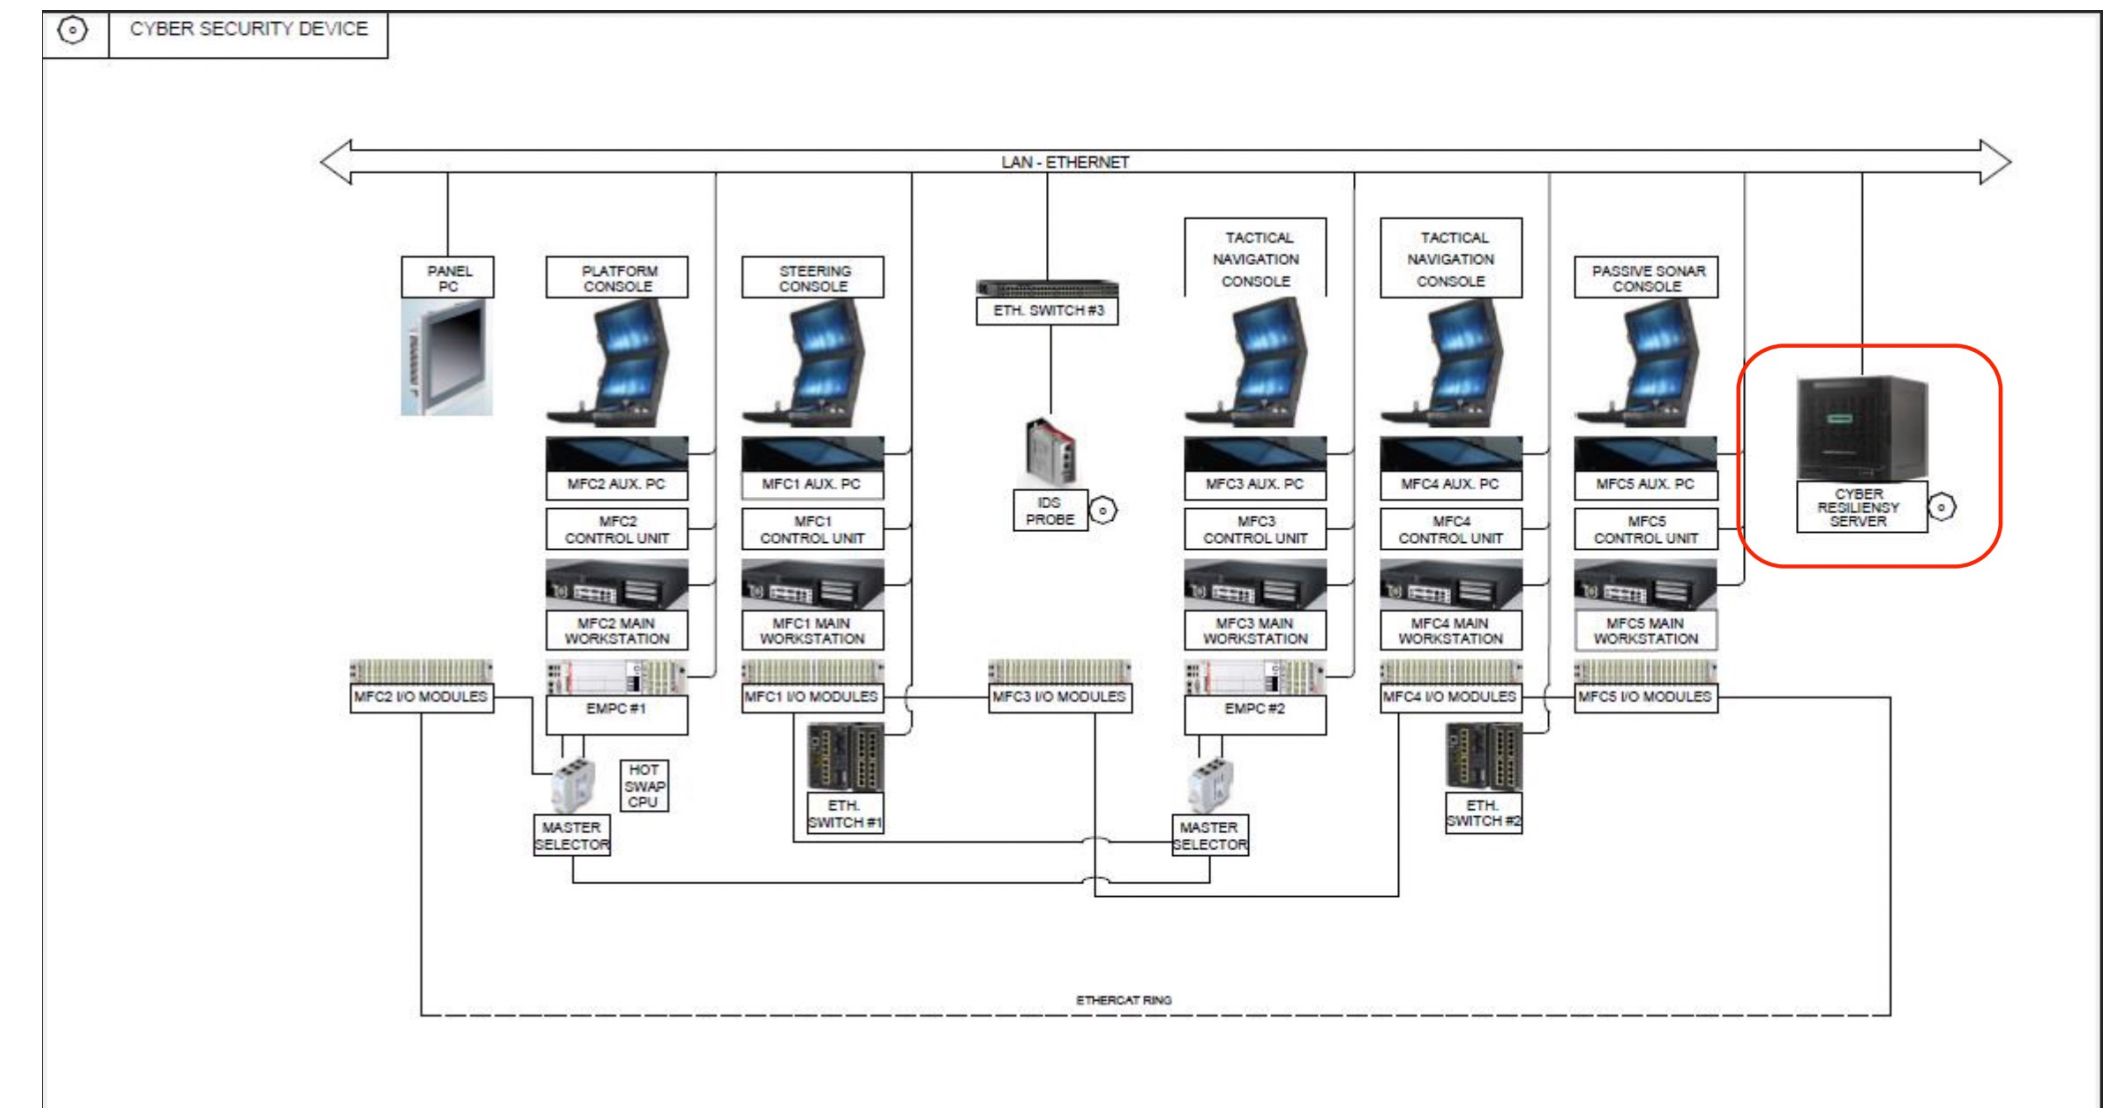 CYBER SECURITY DEVICE
LAN - ETHERNET
PANEL
PC
PLATFORM
CONSOLE
STEERING
CONSOLE
ETH. SWITCH #3
TACTICAL
NAVIGATION
CONSOLE
TACTICAL
NAVIGATION
CONSOLE
PASSIVE SONAR
CONSOLE
MFC2 AUX. PC
MFC1 AUX. PC
IDS
PROBE
MFC3 AUX. PC
MFC4 AUX. PC
MFC5 AUX. PC
CYBER
RESILIENSY
SERVER
MFC2
CONTROL UNIT
MFC1
CONTROL UNIT
MFC3
CONTROL UNIT
MFC4
CONTROL UNIT
MFC5
CONTROL UNIT
MFC2 MAIN
WORKSTATION
MFC1 MAIN
WORKSTATION
MFC3 MAIN
WORKSTATION
MFC4 MAIN
WORKSTATION
MFC5 MAIN
WORKSTATION
MFC2 I/O MODULES
EMPC #1
MFC1 I/O MODULES
MFC3 I/O MODULES
EMPC #2
MFC4 I/O MODULES
MFC5 I/O MODULES
HOT
SWAP
CPU
ETH.
SWITCH #1
ETH.
SWITCH #2
MASTER
SELECTOR
MASTER
SELECTOR
ETHERCAT RING